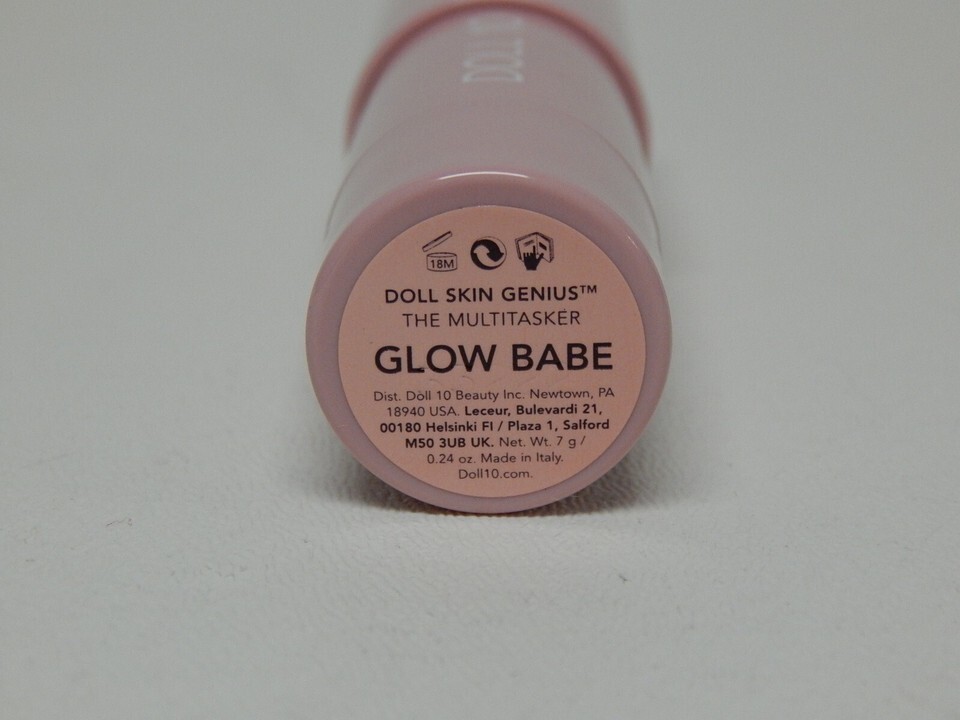 DOLL 10
18M
DOLL SKIN GENIUS™
THE MULTITASKER
GLOW BABE
Dist. Doll 10 Beauty Inc. Newtown, PA
18940 USA. Leceur, Bulevardi 21,
00180 Helsinki FI / Plaza 1, Salford
M50 3UB UK. Net. Wt. 7 g /
0.24 oz. Made in Italy.
Doll10.com.